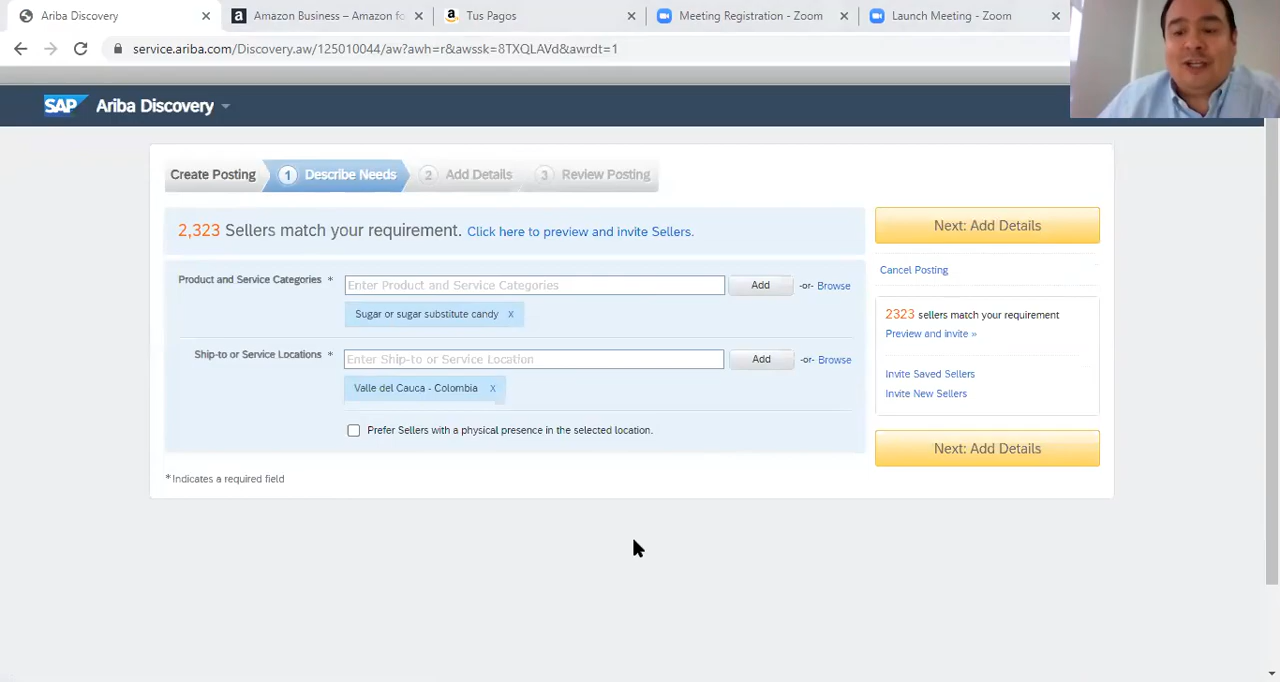 Ariba Discovery
Amazon Business – Amazon fo
Tus Pagos
Meeting Registration - Zoom
Launch Meeting - Zoom
service.ariba.com/Discovery.aw/125010044/aw?awh=r&awssk=8TXQLAVd&awrdt=1
SAP Ariba Discovery
Create Posting 1 Describe Needs 2 Add Details 3 Review Posting
2,323 Sellers match your requirement. Click here to preview and invite Sellers.
Product and Service Categories * Enter Product and Service Categories Add -or- Browse
Sugar or sugar substitute candy x
Ship-to or Service Locations * Enter Ship-to or Service Location Add -or- Browse
Valle del Cauca - Colombia x
Prefer Sellers with a physical presence in the selected location.
*Indicates a required field
Next: Add Details
Cancel Posting
2323 sellers match your requirement
Preview and invite »
Invite Saved Sellers
Invite New Sellers
Next: Add Details